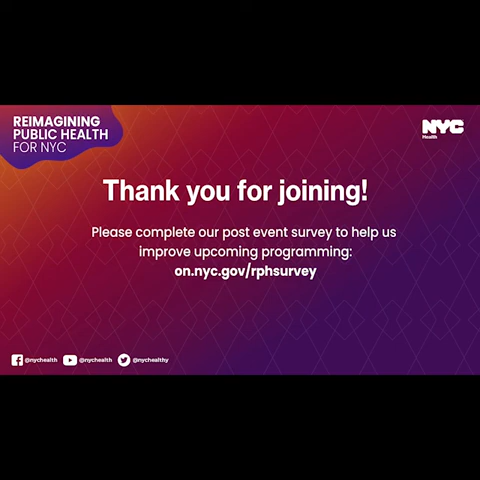 REIMAGINING
PUBLIC HEALTH
FOR NYC
NYC
Health
Thank you for joining!
Please complete our post event survey to help us
improve upcoming programming:
on.nyc.gov/rphsurvey
@nychealth @nychealth @nychealthy